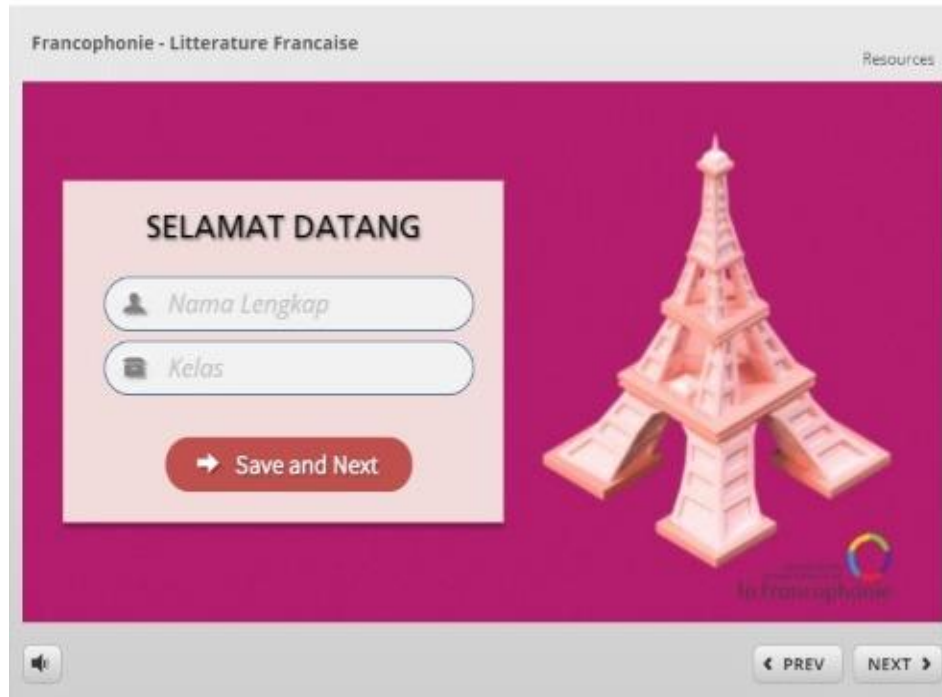 Francophonie - Litterature Francaise
Resources
SELAMAT DATANG
Nama Lengkap
Kelas
Save and Next
la francophonie
PREV
NEXT